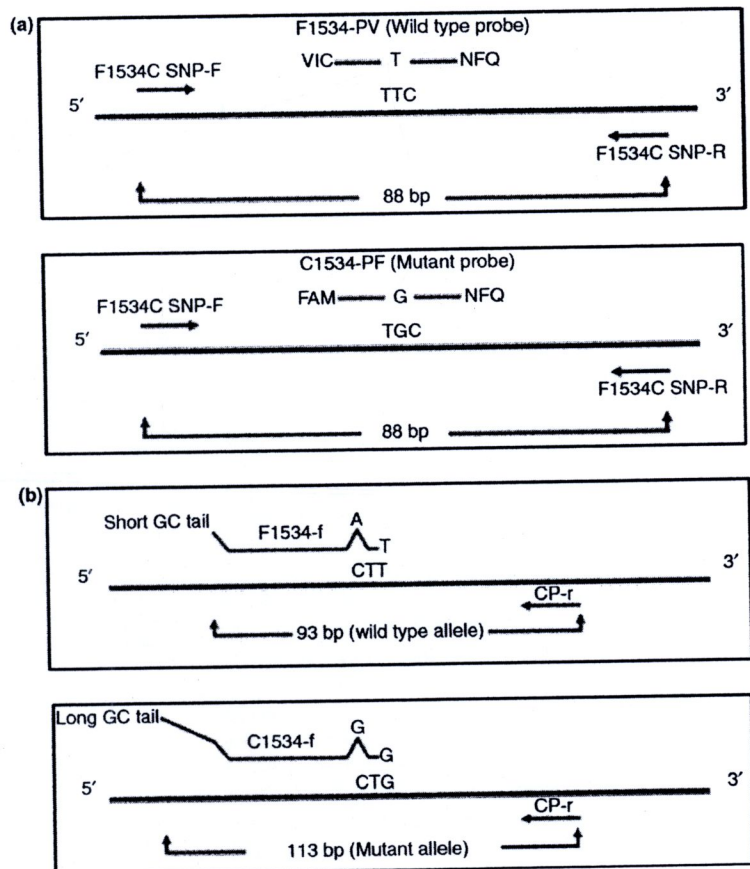 (a)
F1534-PV (Wild type probe)
VIC T NFQ
F1534C SNP-F
TTC
5′ 3′
F1534C SNP-R
88 bp
C1534-PF (Mutant probe)
FAM G NFQ
F1534C SNP-F
TGC
5′ 3′
F1534C SNP-R
88 bp
(b)
Short GC tail F1534-f A T
CTT
5′ 3′
CP-r
93 bp (wild type allele)
Long GC tail C1534-f G G
CTG
5′ 3′
CP-r
113 bp (Mutant allele)